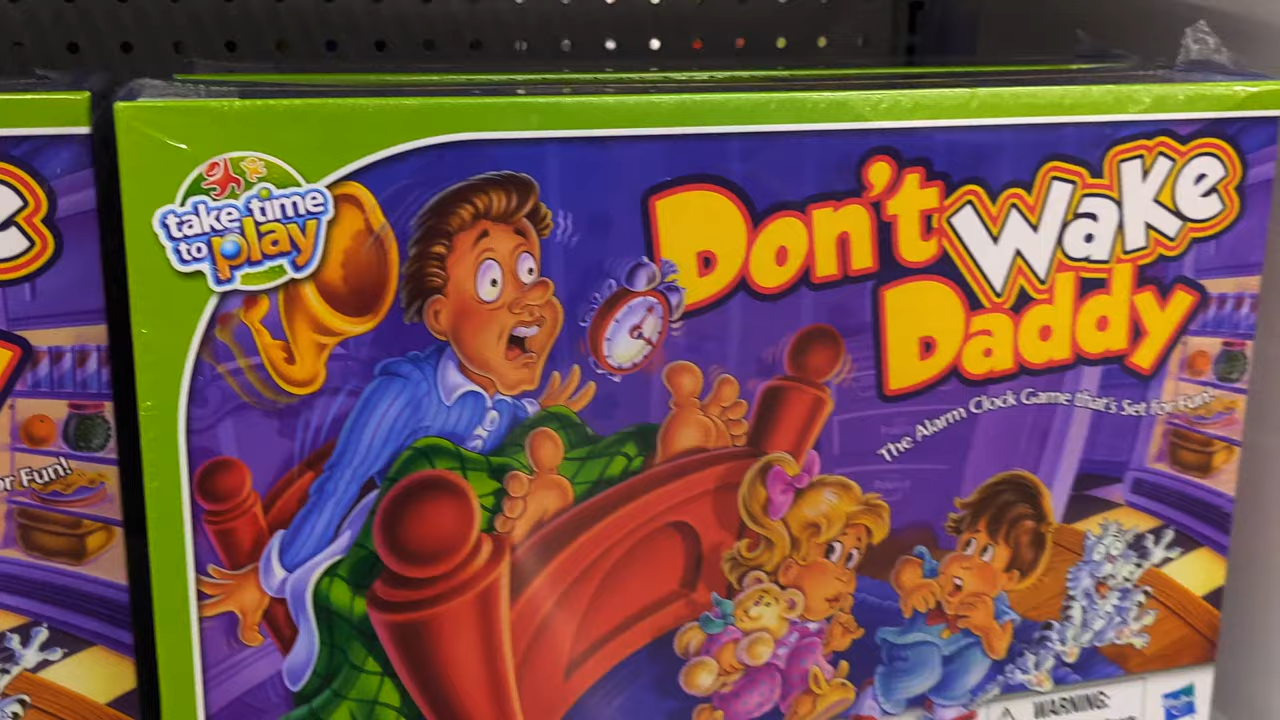 take time
to play
Don't Wake
Daddy
The Alarm Clock Game that's Set for Fun!
or Fun!
WARNING: